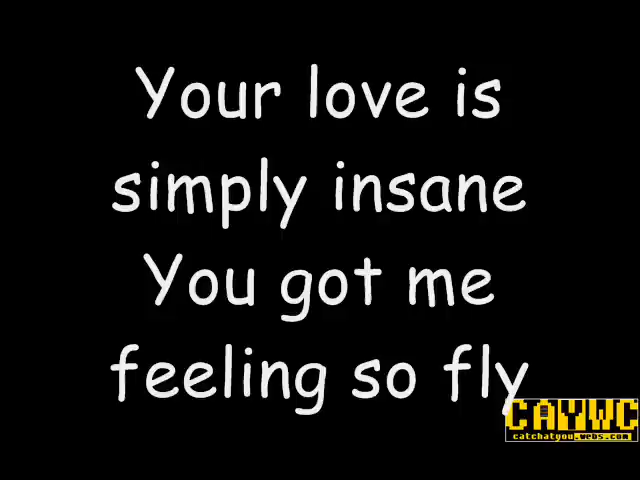 Your love is
simply insane
You got me
feeling so fly
CAYWC
catchatyou.webs.com